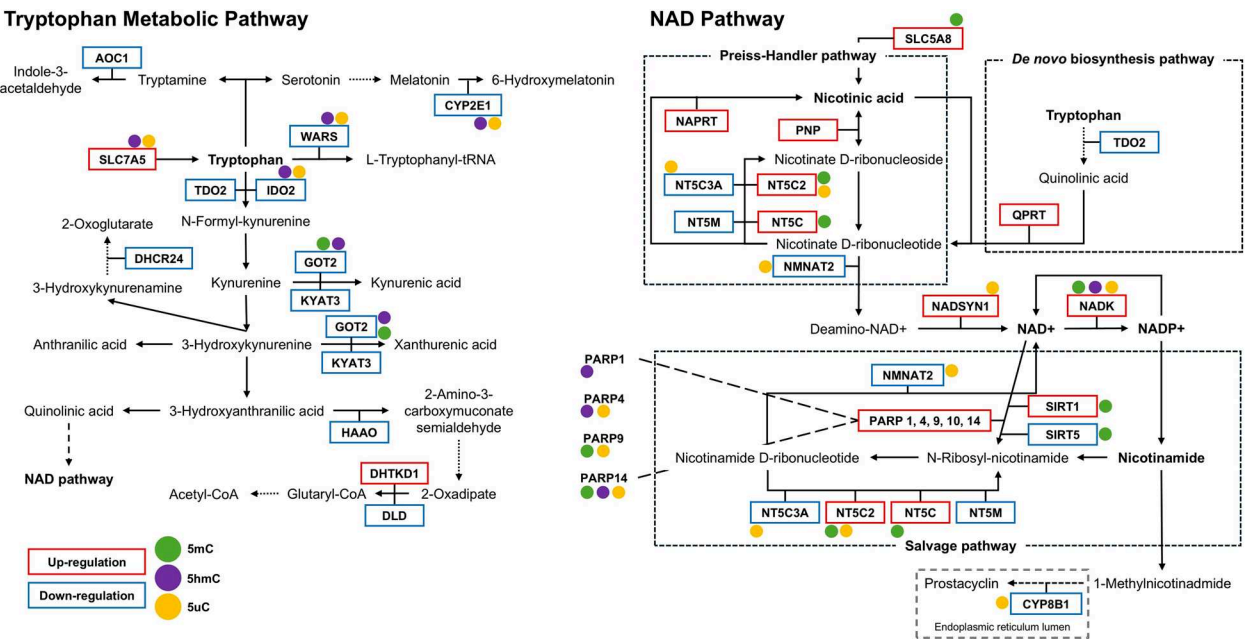 Tryptophan Metabolic Pathway
AOC1
Indole-3-
acetaldehyde
Tryptamine
Serotonin
Melatonin
6-Hydroxymelatonin
CYP2E1
WARS
SLC7A5
Tryptophan
L-Tryptophanyl-tRNA
TDO2
IDO2
2-Oxoglutarate
N-Formyl-kynurenine
DHCR24
GOT2
3-Hydroxykynurenamine
Kynurenine
Kynurenic acid
KYAT3
GOT2
Anthranilic acid
3-Hydroxykynurenine
Xanthurenic acid
KYAT3
Quinolinic acid
3-Hydroxyanthranilic acid
2-Amino-3-
carboxymuconate
semialdehyde
HAAO
NAD pathway
DHTKD1
Acetyl-CoA
Glutaryl-CoA
2-Oxadipate
DLD
Up-regulation
Down-regulation
5mC
5hmC
5uC
NAD Pathway
SLC5A8
Preiss-Handler pathway
Nicotinic acid
NAPRT
PNP
Nicotinate D-ribonucleoside
NT5C3A
NT5C2
NT5M
NT5C
Nicotinate D-ribonucleotide
NMNAT2
De novo biosynthesis pathway
Tryptophan
TDO2
Quinolinic acid
QPRT
NADSYN1
NADK
Deamino-NAD+
NAD+
NADP+
PARP1
PARP4
PARP9
PARP14
NMNAT2
SIRT1
PARP 1, 4, 9, 10, 14
SIRT5
Nicotinamide D-ribonucleotide
N-Ribosyl-nicotinamide
Nicotinamide
NT5C3A
NT5C2
NT5C
NT5M
Salvage pathway
Prostacyclin
1-Methylnicotinadmide
CYP8B1
Endoplasmic reticulum lumen